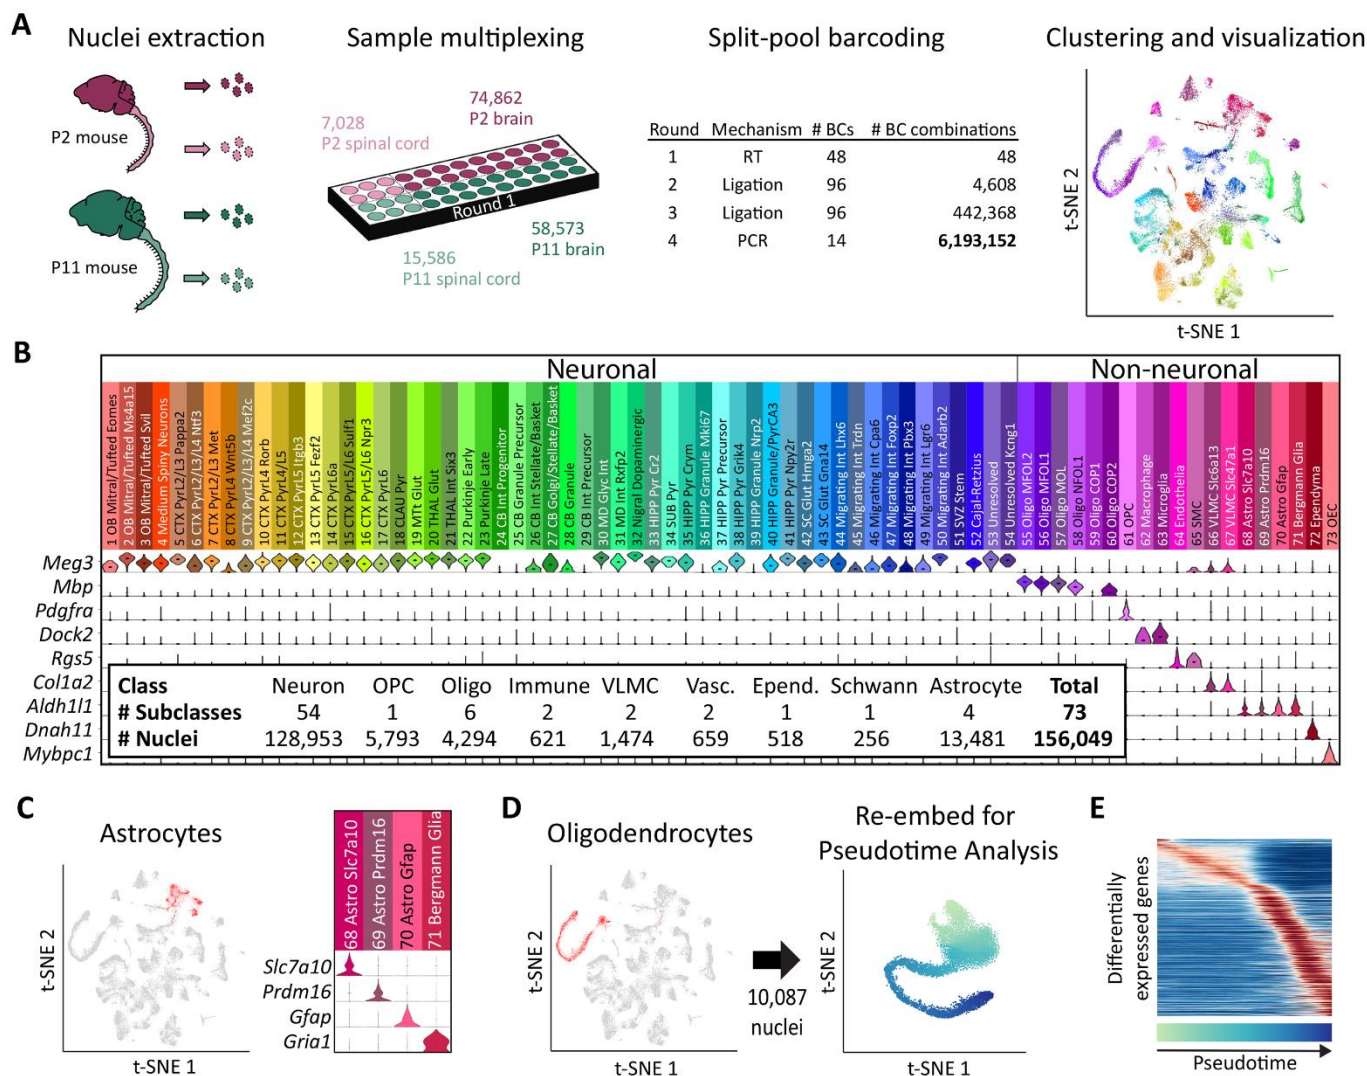 A
Nuclei extraction
P2 mouse
P11 mouse
Sample multiplexing
74,862
P2 brain
7,028
P2 spinal cord
Round 1
58,573
P11 brain
15,586
P11 spinal cord
Split-pool barcoding
Round Mechanism # BCs # BC combinations
1 RT 48 48
2 Ligation 96 4,608
3 Ligation 96 442,368
4 PCR 14 6,193,152
Clustering and visualization
t-SNE 2
t-SNE 1
B
Neuronal
Non-neuronal
1 OB Mitral/Tufted Eomes
2 OB Mitral/Tufted Ms4a15
3 OB Mitral/Tufted Svil
4 Medium Spiny Neurons
5 CTX PyrL2/L3 Pappa2
6 CTX PyrL2/L3/L4 Ntf3
7 CTX PyrL2/L3 Met
8 CTX PyrL4 Wnt5b
9 CTX PyrL2/L3/L4 Mef2c
10 CTX PyrL4 Rorb
11 CTX PyrL4/L5
12 CTX PyrL5 Itgb3
13 CTX PyrL5 Fezf2
14 CTX PyrL6a
15 CTX PyrL5/L6 Sulf1
16 CTX PyrL5/L6 Npr3
17 CTX PyrL6
18 CLAU Pyr
19 MTt Glut
20 THAL Glut
21 THAL Int Six3
22 Purkinje Early
23 Purkinje Late
24 CB Int Progenitor
25 CB Granule Precursor
26 CB Int Stellate/Basket
27 CB Golgi/Stellate/Basket
28 CB Granule
29 CB Int Precursor
30 MD Glyc Int
31 MD Int Rxfp2
32 Nigral Dopaminergic
33 HIPP Pyr Cr2
34 SUB Pyr
35 HIPP Pyr Crym
36 HIPP Granule Mki67
37 HIPP Pyr Precursor
38 HIPP Pyr Grik4
39 HIPP Granule Nrp2
40 HIPP Granule/PyrCA3
41 HIPP Pyr Npy2r
42 SC Glut Hmga2
43 SC Glut Gna14
44 Migrating Int Lhx6
45 Migrating Int Trdn
46 Migrating Int Cpa6
47 Migrating Int Foxp2
48 Migrating Int Pbx3
49 Migrating Int Lgr6
50 Migrating Int Adarb2
51 SVZ Stem
52 Cajal-Retzius
53 Unresolved
54 Unresolved Kcng1
55 Oligo MFOL2
56 Oligo MFOL1
57 Oligo MOL
58 Oligo NFOL1
59 Oligo COP1
60 Oligo COP2
61 OPC
62 Macrophage
63 Microglia
64 Endothelia
65 SMC
66 VLMC Slc6a13
67 VLMC Slc47a1
68 Astro Slc7a10
69 Astro Prdm16
70 Astro Gfap
71 Bergmann Glia
72 Ependyma
73 OEC
Meg3
Mbp
Pdgfra
Dock2
Rgs5
Col1a2
Aldh1l1
Dnah11
Mybpc1
Class Neuron OPC Oligo Immune VLMC Vasc. Epend. Schwann Astrocyte Total
# Subclasses 54 1 6 2 2 2 1 1 4 73
# Nuclei 128,953 5,793 4,294 621 1,474 659 518 256 13,481 156,049
C
Astrocytes
t-SNE 2
t-SNE 1
68 Astro Slc7a10
69 Astro Prdm16
70 Astro Gfap
71 Bergmann Glia
Slc7a10
Prdm16
Gfap
Gria1
D
Oligodendrocytes
t-SNE 2
t-SNE 1
10,087
nuclei
Re-embed for
Pseudotime Analysis
t-SNE 2
t-SNE 1
E
Differentially
expressed genes
Pseudotime